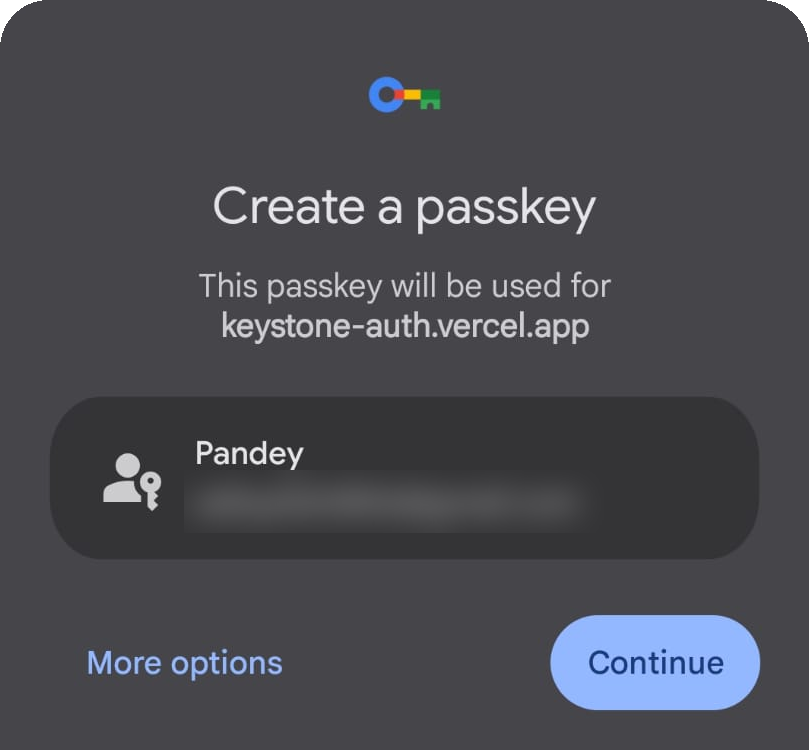 Create a passkey
This passkey will be used for
keystone-auth.vercel.app
Pandey
More options
Continue